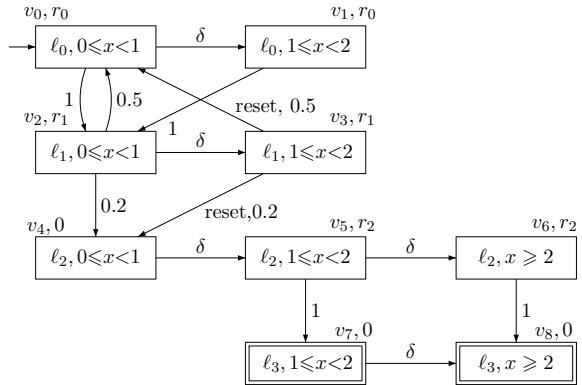 v₀, r₀
v₁, r₀
ℓ₀, 0⩽x<1
δ
ℓ₀, 1⩽x<2
1
0.5
reset, 0.5
v₂, r₁
1
v₃, r₁
ℓ₁, 0⩽x<1
δ
ℓ₁, 1⩽x<2
0.2
reset,0.2
v₄, 0
v₅, r₂
v₆, r₂
ℓ₂, 0⩽x<1
δ
ℓ₂, 1⩽x<2
δ
ℓ₂, x ⩾ 2
1
1
v₇, 0
v₈, 0
ℓ₃, 1⩽x<2
δ
ℓ₃, x ⩾ 2